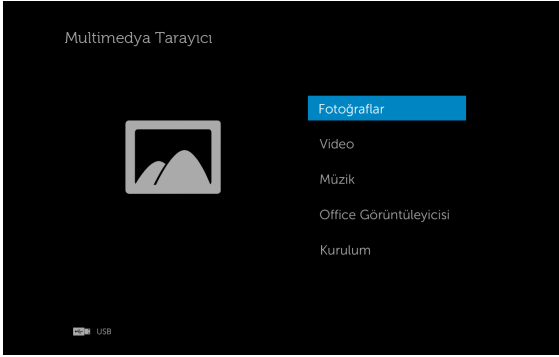 Multimedya Tarayıcı
Fotoğraflar
Video
Müzik
Office Görüntüleyicisi
Kurulum
USB